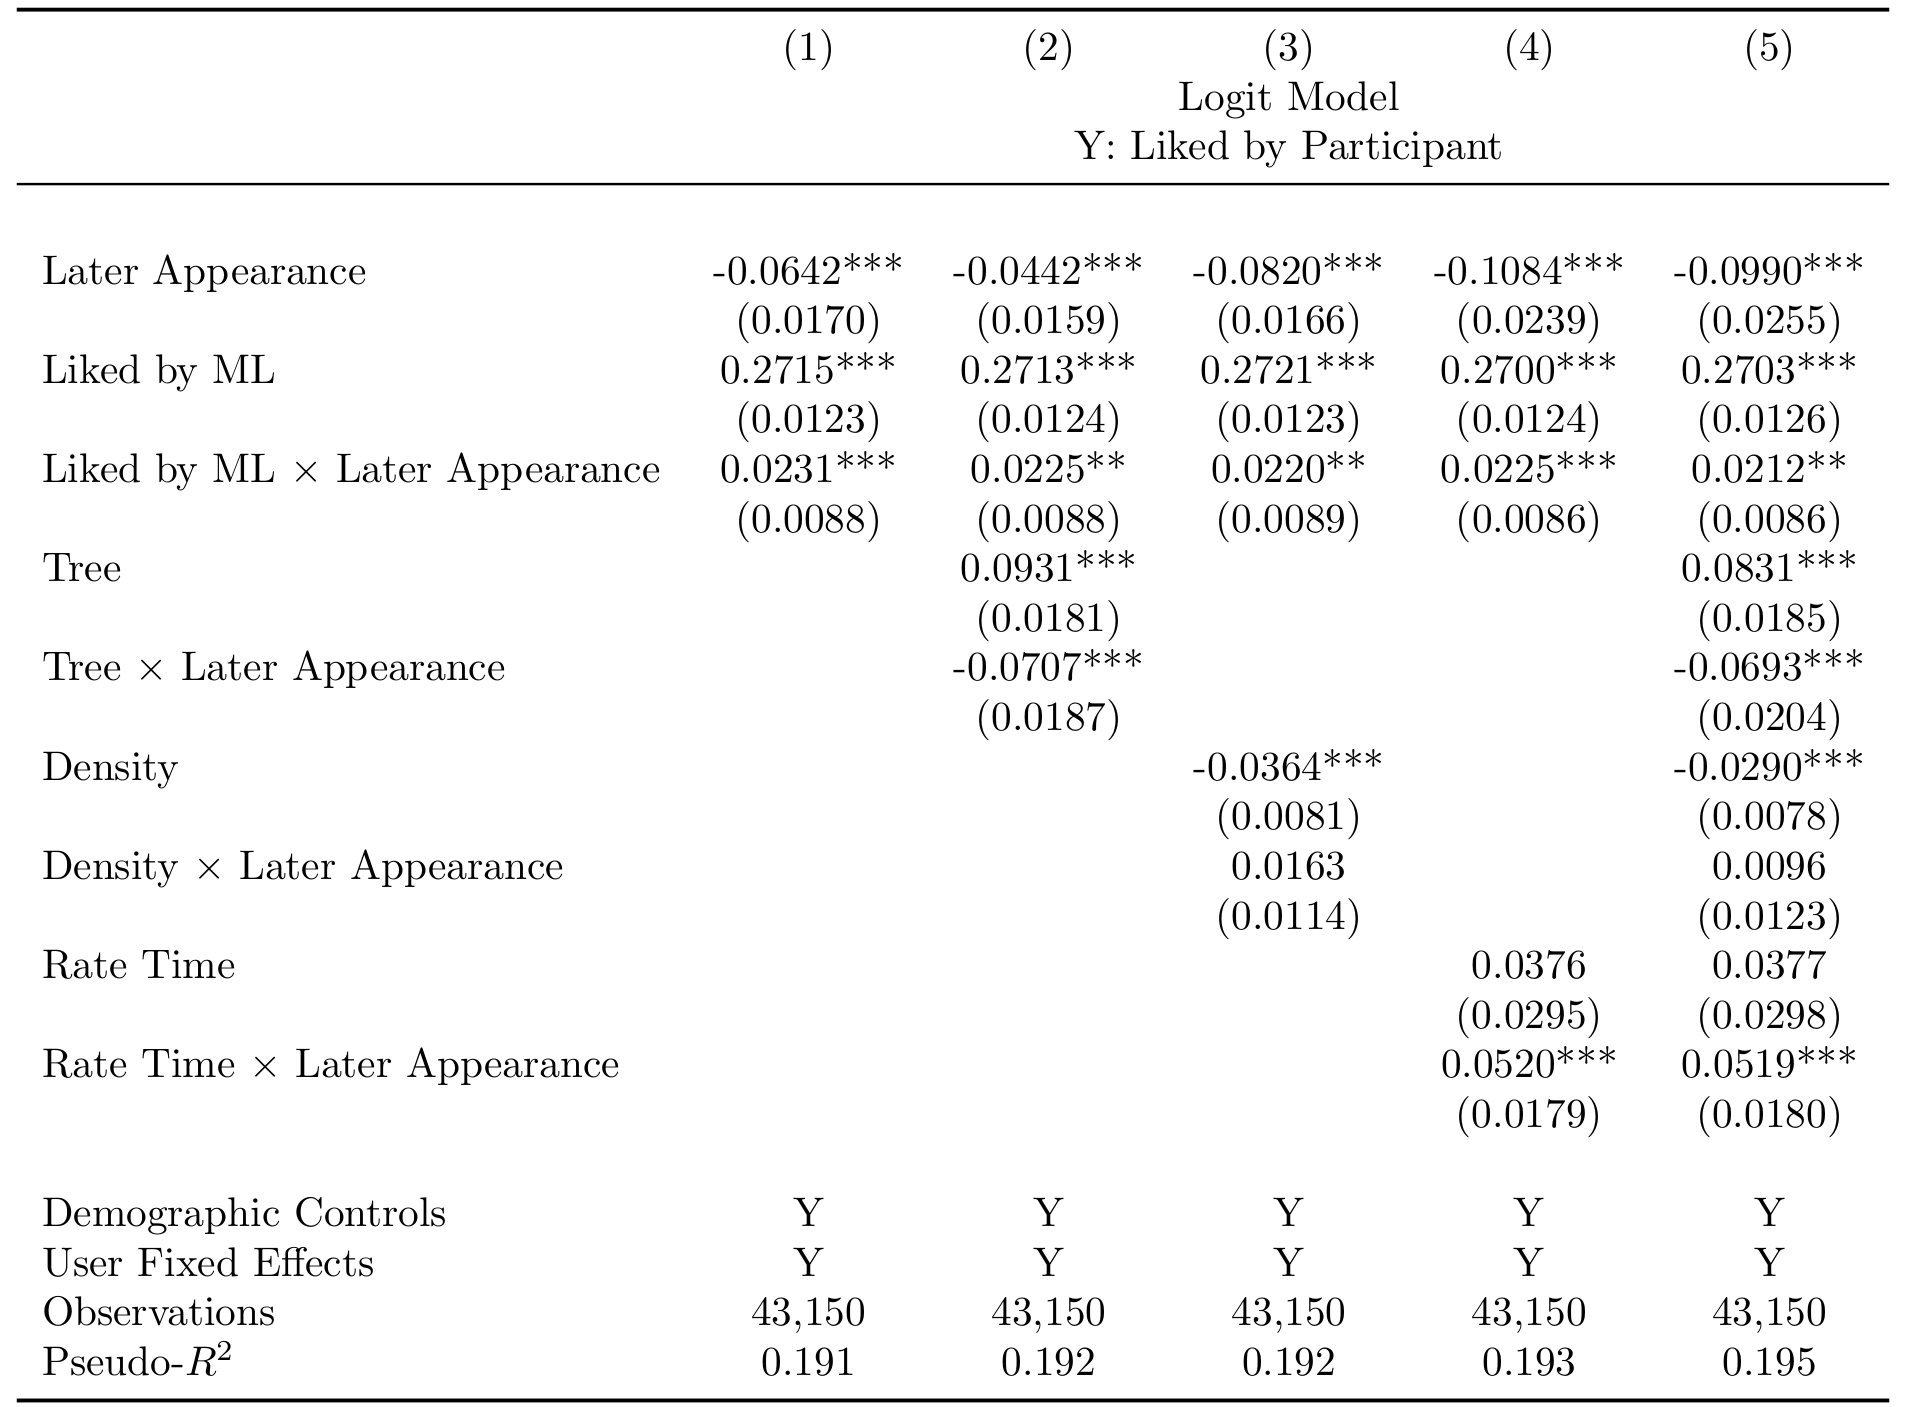 (1) (2) (3) (4) (5)
Logit Model
Y: Liked by Participant
Later Appearance -0.0642*** -0.0442*** -0.0820*** -0.1084*** -0.0990***
(0.0170) (0.0159) (0.0166) (0.0239) (0.0255)
Liked by ML 0.2715*** 0.2713*** 0.2721*** 0.2700*** 0.2703***
(0.0123) (0.0124) (0.0123) (0.0124) (0.0126)
Liked by ML × Later Appearance 0.0231*** 0.0225** 0.0220** 0.0225*** 0.0212**
(0.0088) (0.0088) (0.0089) (0.0086) (0.0086)
Tree 0.0931*** 0.0831***
(0.0181) (0.0185)
Tree × Later Appearance -0.0707*** -0.0693***
(0.0187) (0.0204)
Density -0.0364*** -0.0290***
(0.0081) (0.0078)
Density × Later Appearance 0.0163 0.0096
(0.0114) (0.0123)
Rate Time 0.0376 0.0377
(0.0295) (0.0298)
Rate Time × Later Appearance 0.0520*** 0.0519***
(0.0179) (0.0180)
Demographic Controls Y Y Y Y Y
User Fixed Effects Y Y Y Y Y
Observations 43,150 43,150 43,150 43,150 43,150
Pseudo-R² 0.191 0.192 0.192 0.193 0.195